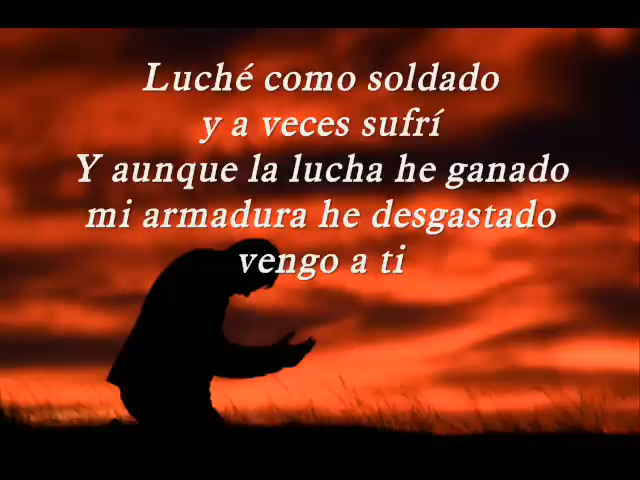 Luché como soldado
y a veces sufrí
Y aunque la lucha he ganado
mi armadura he desgastado
vengo a ti